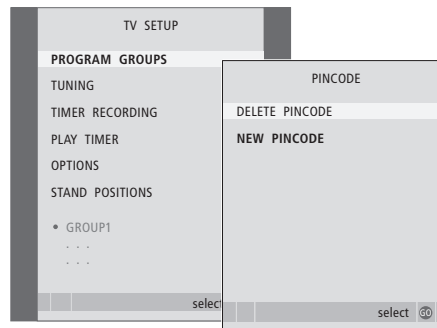 TV SETUP
PROGRAM GROUPS
TUNING
TIMER RECORDING
PLAY TIMER
OPTIONS
STAND POSITIONS
• GROUP1
. . .
. . .
select
PINCODE
DELETE PINCODE
NEW PINCODE
select GO